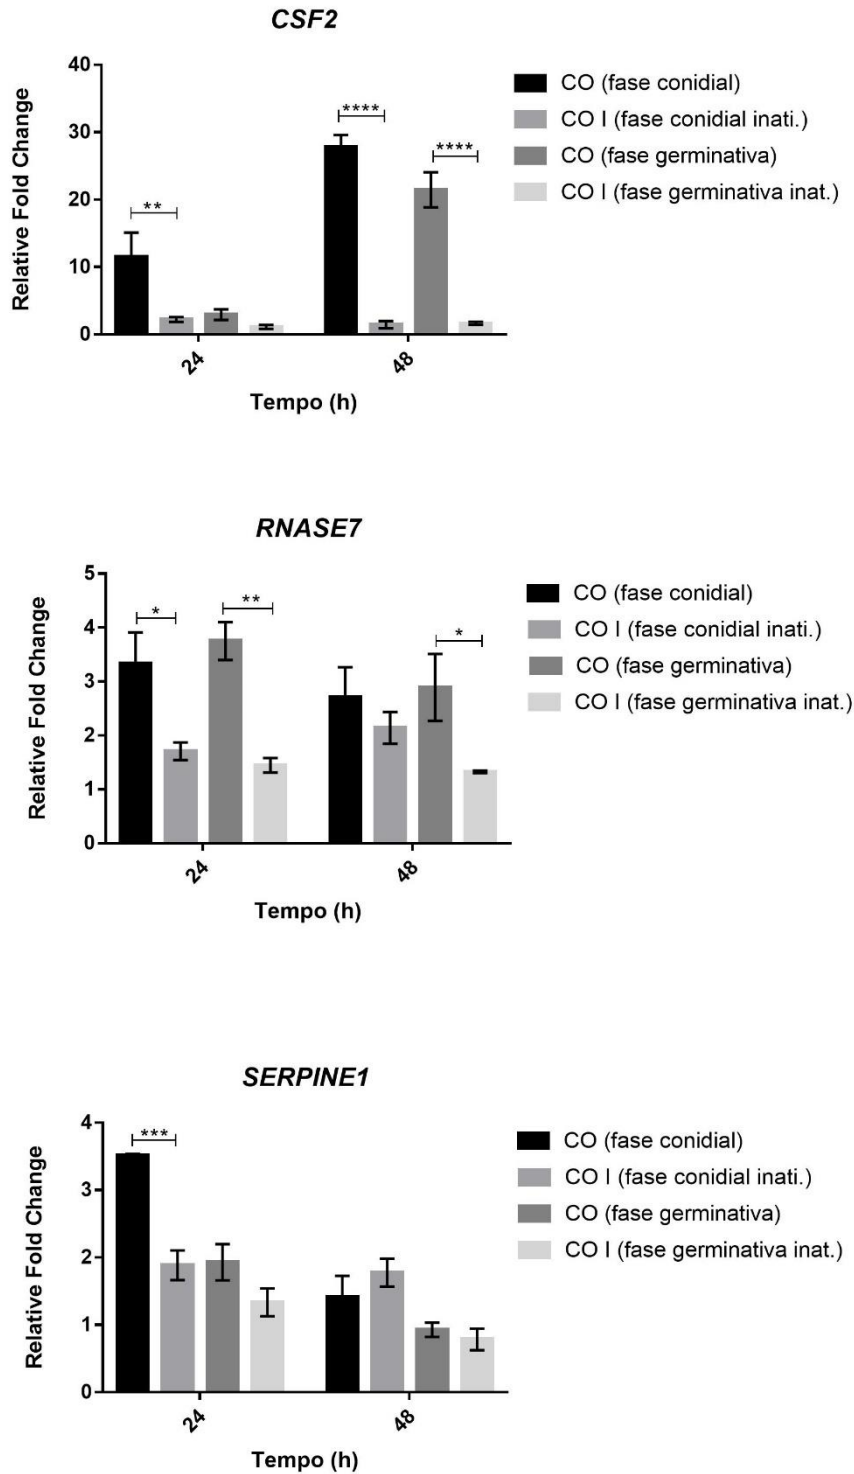 CSF2
Relative Fold Change
40
30
20
10
0
**
****
****
24
48
Tempo (h)
CO (fase conidial)
CO I (fase conidial inati.)
CO (fase germinativa)
CO I (fase germinativa inat.)
RNASE7
Relative Fold Change
5
4
3
2
1
0
*
**
*
24
48
Tempo (h)
CO (fase conidial)
CO I (fase conidial inati.)
CO (fase germinativa)
CO I (fase germinativa inat.)
SERPINE1
Relative Fold Change
4
3
2
1
0
***
24
48
Tempo (h)
CO (fase conidial)
CO I (fase conidial inati.)
CO (fase germinativa)
CO I (fase germinativa inat.)